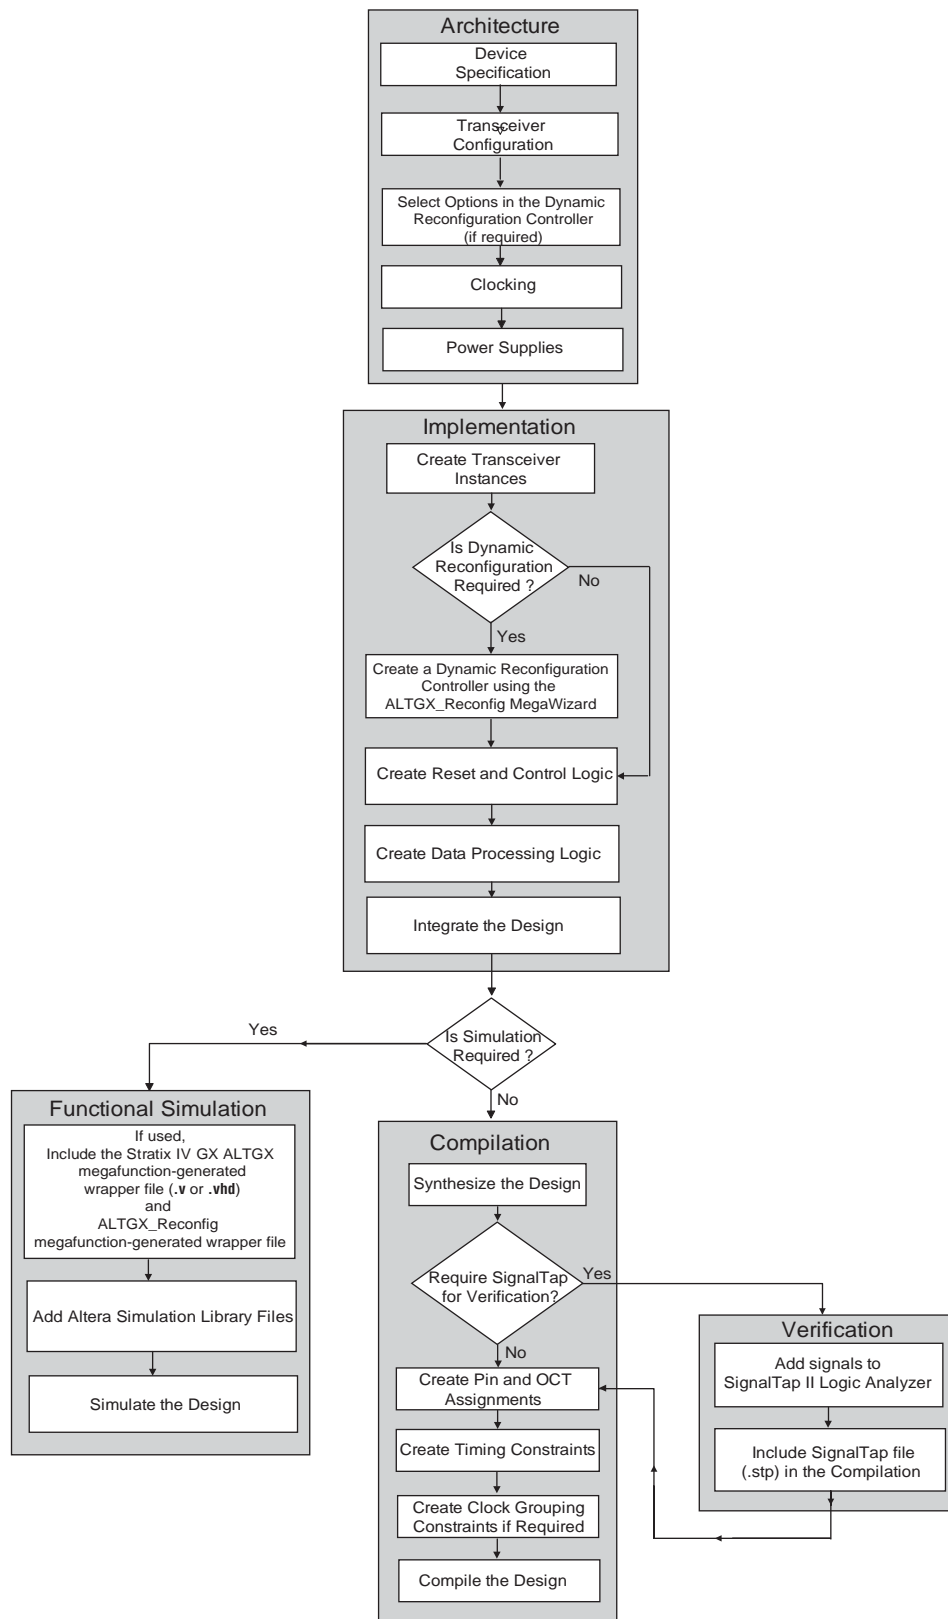 Architecture
Device
Specification
Transceiver
Configuration
Select Options in the Dynamic
Reconfiguration Controller
(if required)
Clocking
Power Supplies
Implementation
Create Transceiver
Instances
Is Dynamic
Reconfiguration
Required ?
No
Yes
Create a Dynamic Reconfiguration
Controller using the
ALTGX_Reconfig MegaWizard
Create Reset and Control Logic
Create Data Processing Logic
Integrate the Design
Is Simulation
Required ?
Yes
No
Functional Simulation
If used,
Include the Stratix IV GX ALTGX
megafunction-generated
wrapper file (.v or .vhd)
and
ALTGX_Reconfig
megafunction-generated wrapper file
Add Altera Simulation Library Files
Simulate the Design
Compilation
Synthesize the Design
Require SignalTap
for Verification?
Yes
No
Create Pin and OCT
Assignments
Create Timing Constraints
Create Clock Grouping
Constraints if Required
Compile the Design
Verification
Add signals to
SignalTap II Logic Analyzer
Include SignalTap file
(.stp) in the Compilation